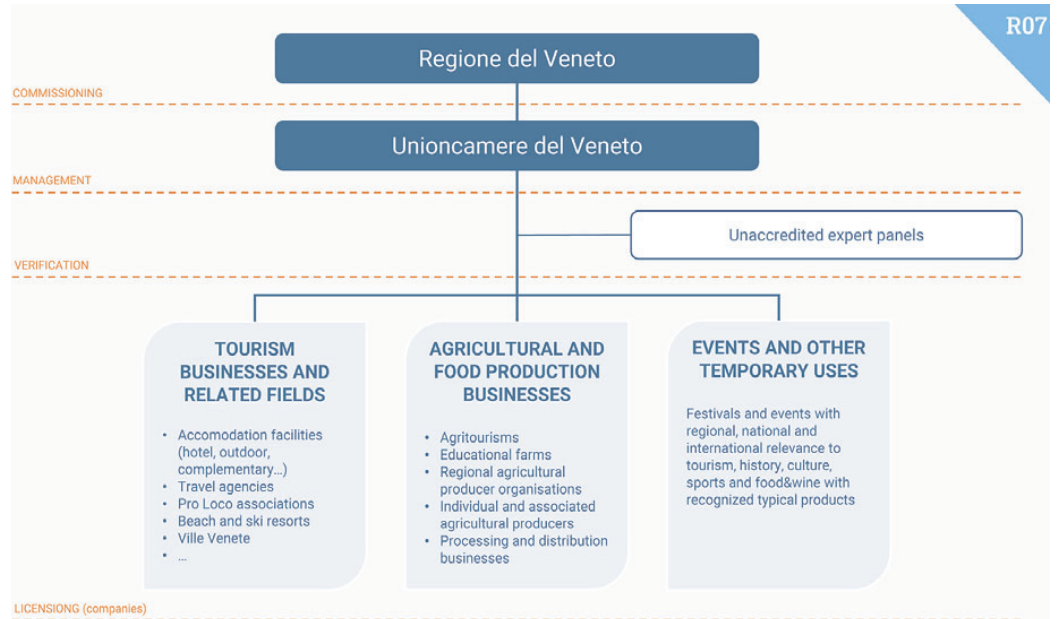 R07
Regione del Veneto
COMMISSIONING
Unioncamere del Veneto
MANAGEMENT
Unaccredited expert panels
VERIFICATION
TOURISM
BUSINESSES AND
RELATED FIELDS
• Accomodation facilities
(hotel, outdoor,
complementary...)
• Travel agencies
• Pro Loco associations
• Beach and ski resorts
• Ville Venete
• ...
AGRICULTURAL AND
FOOD PRODUCTION
BUSINESSES
• Agritourisms
• Educational farms
• Regional agricultural
producer organisations
• Individual and associated
agricultural producers
• Processing and distribution
businesses
EVENTS AND OTHER
TEMPORARY USES
Festivals and events with
regional, national and
international relevance to
tourism, history, culture,
sports and food&wine with
recognized typical products
LICENSIONG (companies)